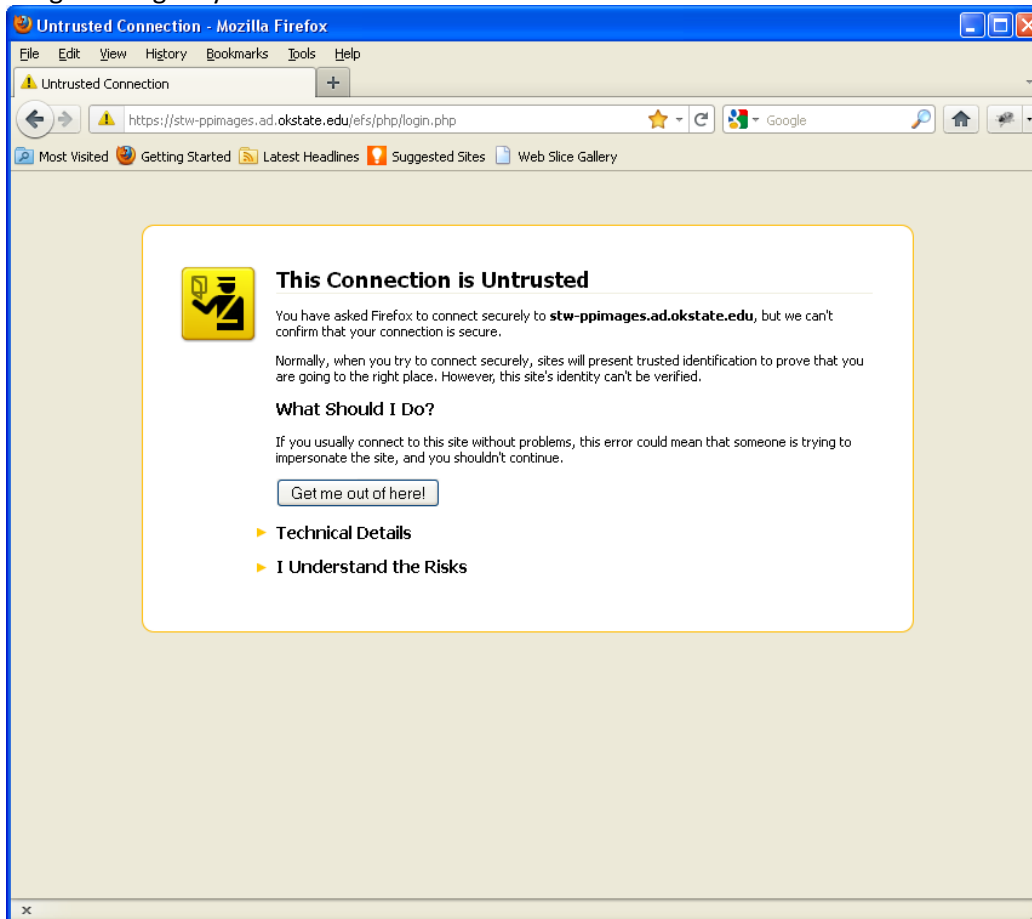 Untrusted Connection - Mozilla Firefox
File Edit View History Bookmarks Tools Help
Untrusted Connection +
https://stw-ppimages.ad.okstate.edu/efs/php/login.php Google
Most Visited Getting Started Latest Headlines Suggested Sites Web Slice Gallery
This Connection is Untrusted
You have asked Firefox to connect securely to stw-ppimages.ad.okstate.edu, but we can't
confirm that your connection is secure.
Normally, when you try to connect securely, sites will present trusted identification to prove that you
are going to the right place. However, this site's identity can't be verified.
What Should I Do?
If you usually connect to this site without problems, this error could mean that someone is trying to
impersonate the site, and you shouldn't continue.
Get me out of here!
Technical Details
I Understand the Risks
x